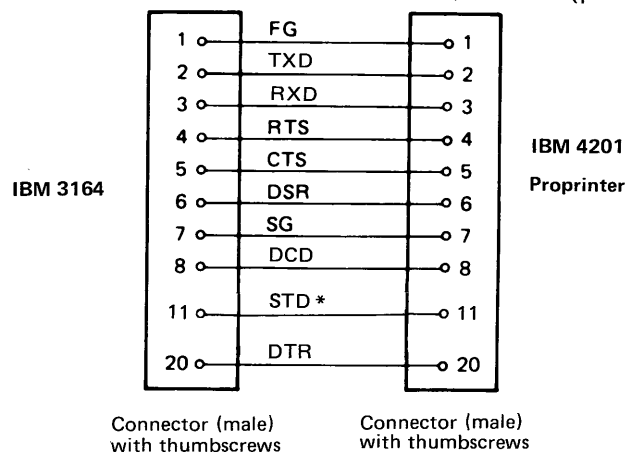 1 FG 1
2 TXD 2
3 RXD 3
4 RTS 4
5 CTS 5
6 DSR 6
7 SG 7
8 DCD 8
11 STD * 11
20 DTR 20
IBM 3164
IBM 4201
Proprinter
Connector (male)
with thumbscrews
Connector (male)
with thumbscrews